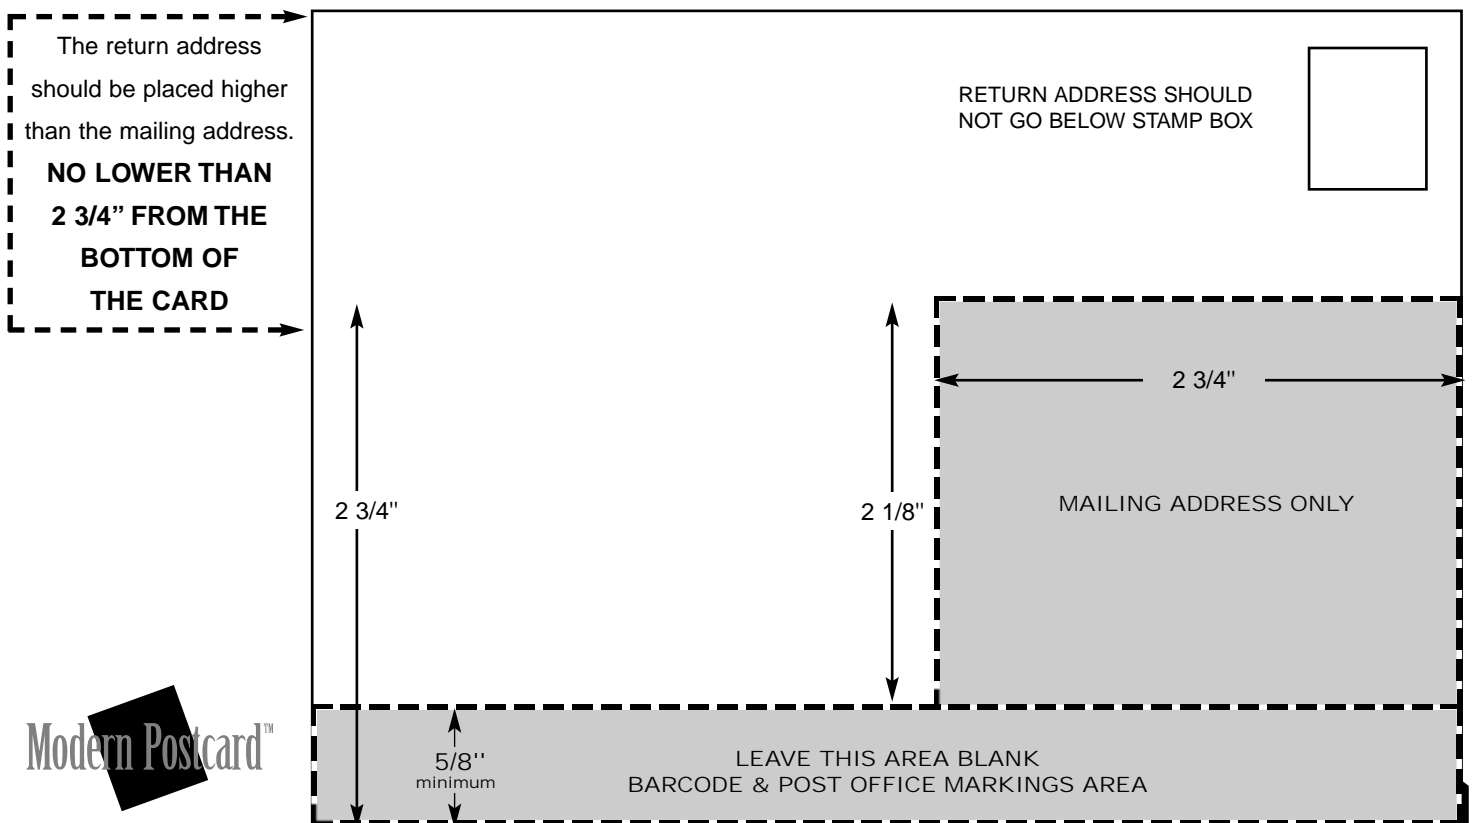 The return address
should be placed higher
than the mailing address.
NO LOWER THAN
2 3/4” FROM THE
BOTTOM OF
THE CARD
RETURN ADDRESS SHOULD
NOT GO BELOW STAMP BOX
2 3/4"
2 3/4"
2 1/8"
MAILING ADDRESS ONLY
Modern Postcard™
5/8''
minimum
LEAVE THIS AREA BLANK
BARCODE & POST OFFICE MARKINGS AREA